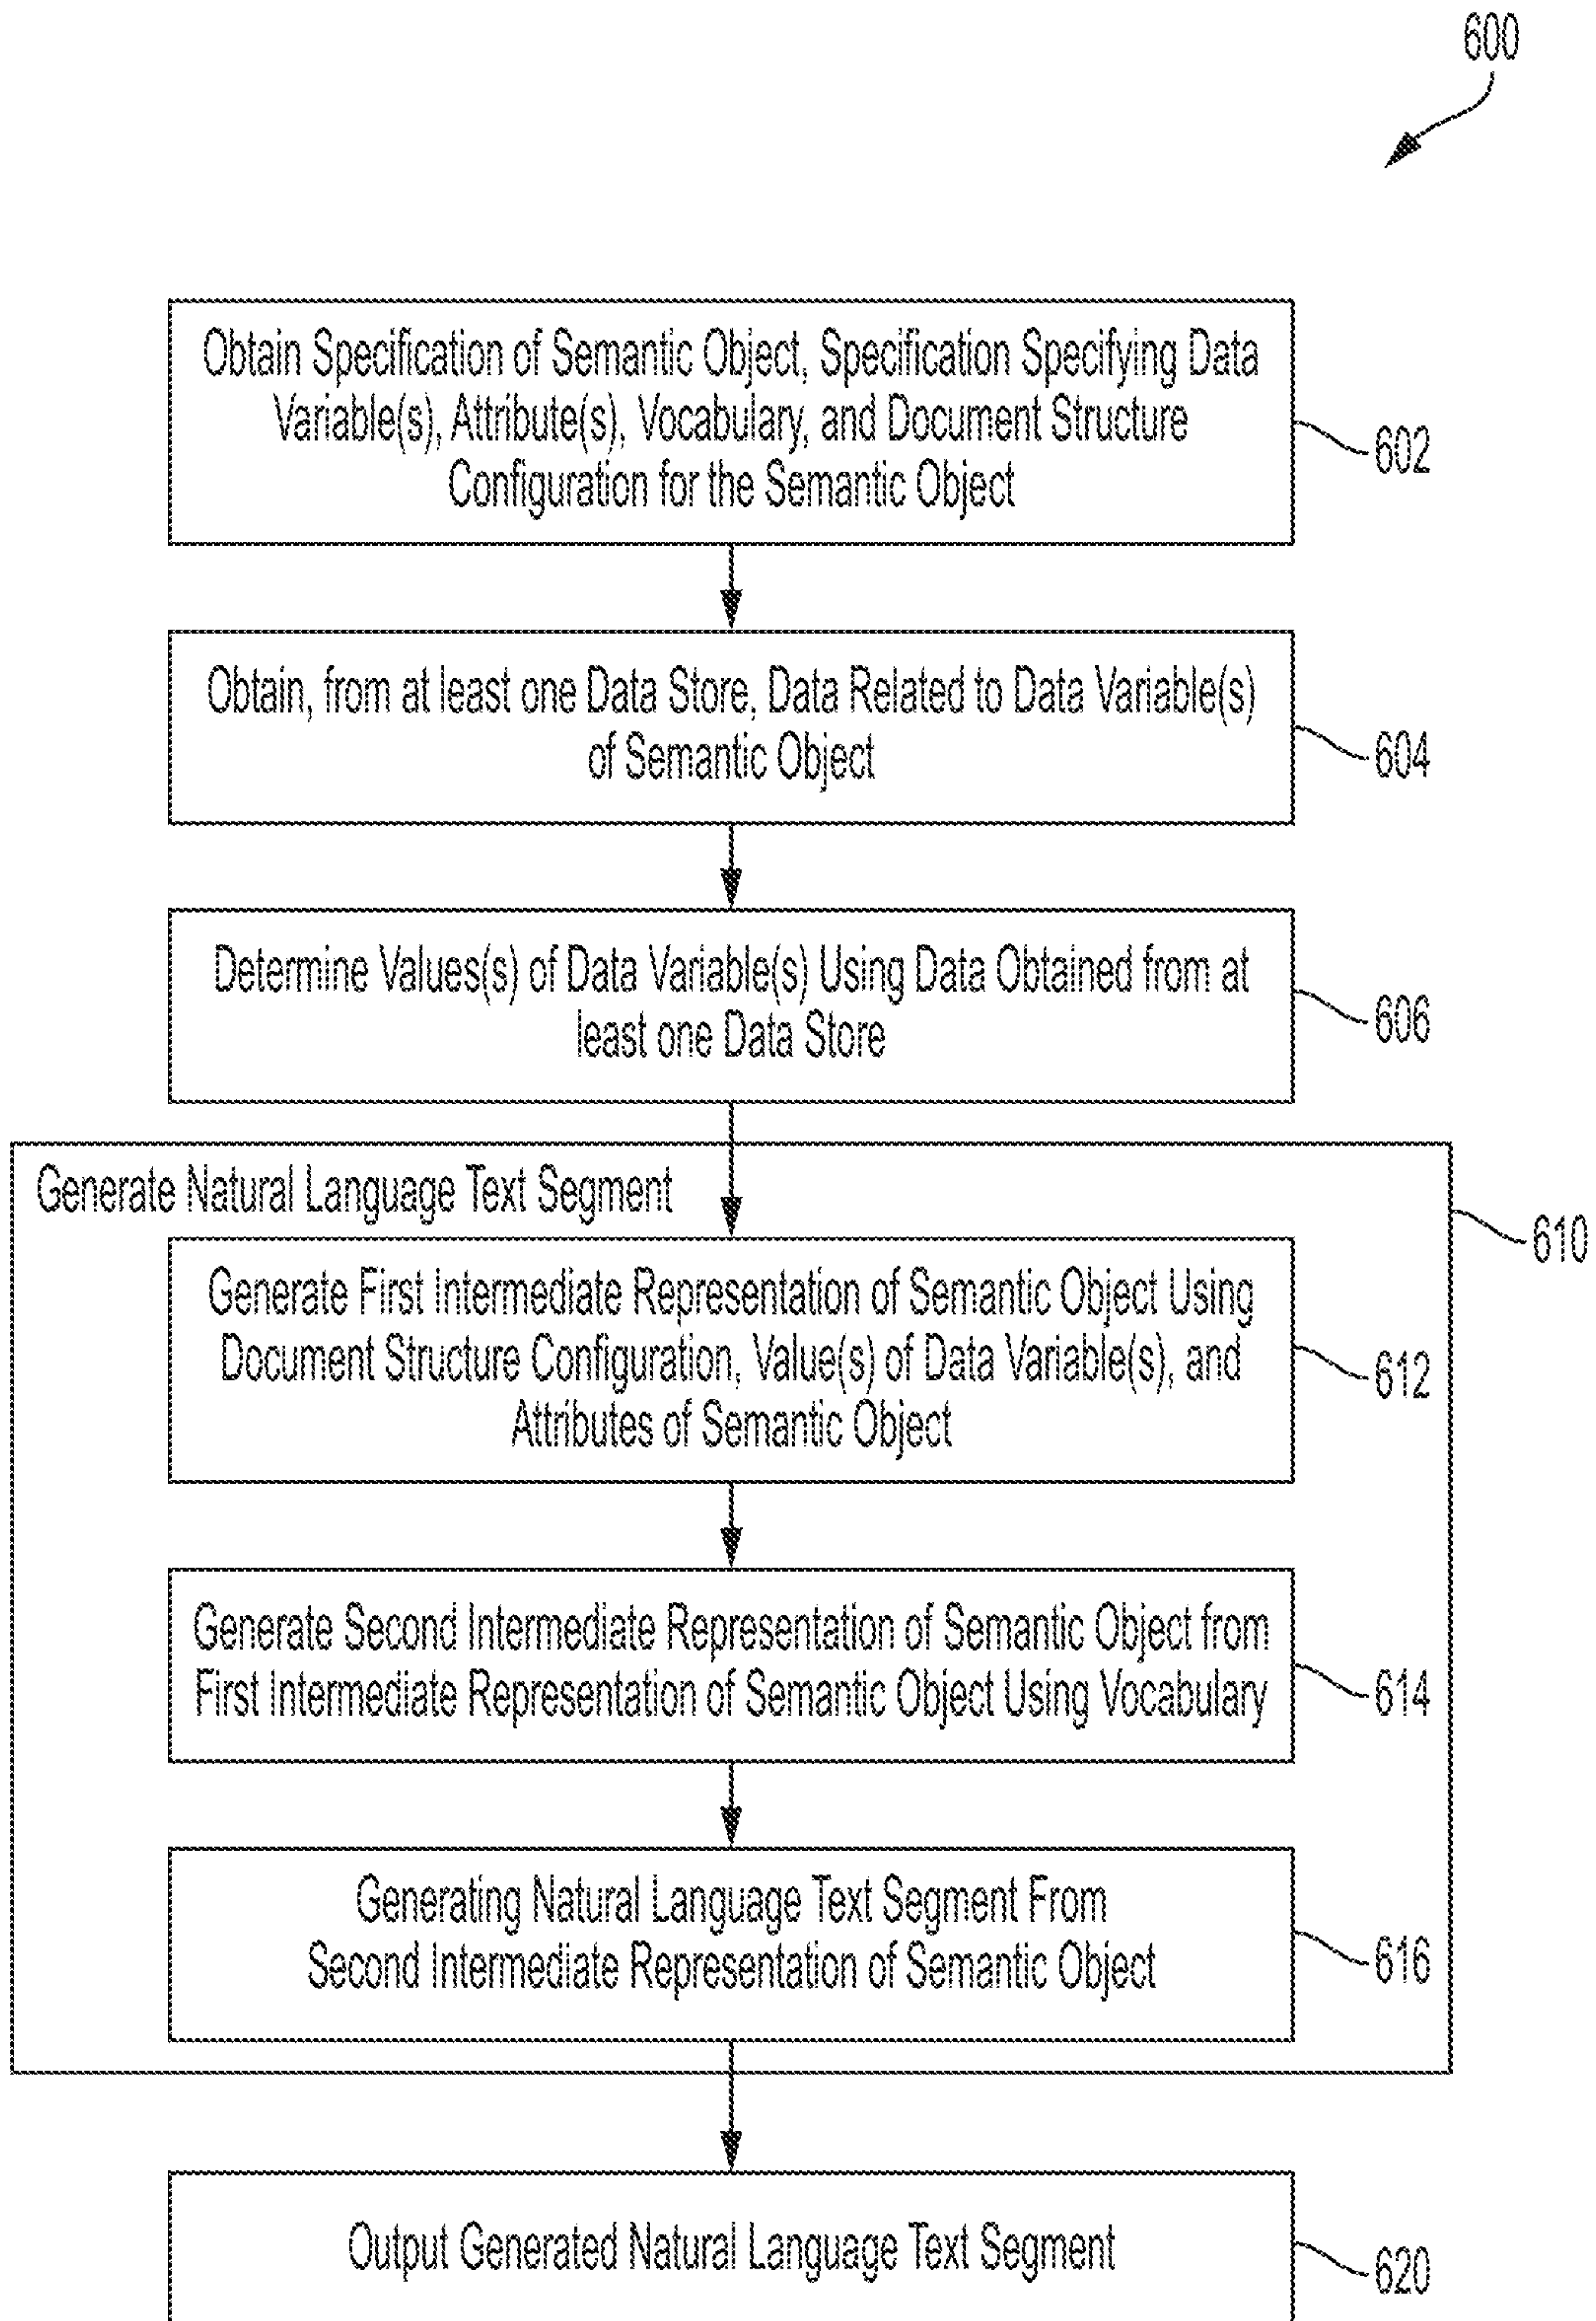 600
Obtain Specification of Semantic Object, Specification Specifying Data
Variable(s), Attribute(s), Vocabulary, and Document Structure
Configuration for the Semantic Object
602
Obtain, from at least one Data Store, Data Related to Data Variable(s)
of Semantic Object
604
Determine Values(s) of Data Variable(s) Using Data Obtained from at
least one Data Store
606
Generate Natural Language Text Segment
610
Generate First Intermediate Representation of Semantic Object Using
Document Structure Configuration, Value(s) of Data Variable(s), and
Attributes of Semantic Object
612
Generate Second Intermediate Representation of Semantic Object from
First Intermediate Representation of Semantic Object Using Vocabulary
614
Generating Natural Language Text Segment From
Second Intermediate Representation of Semantic Object
616
Output Generated Natural Language Text Segment
620